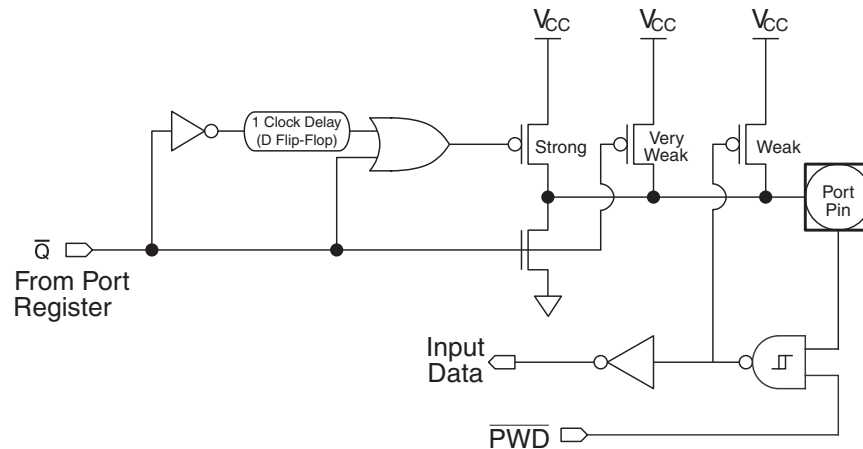 VCC
VCC
VCC
1 Clock Delay
(D Flip-Flop)
Strong
Very
Weak
Weak
Port
Pin
Q̅
From Port
Register
Input
Data
P̅W̅D̅